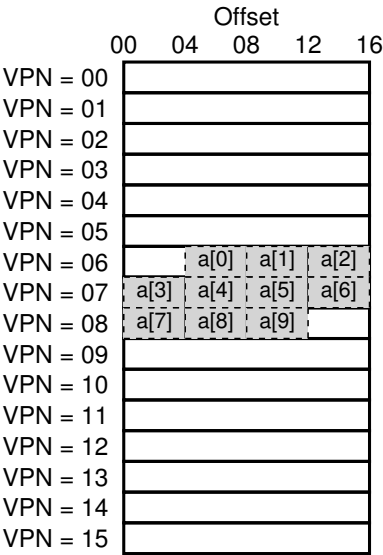 Offset
00 04 08 12 16
VPN = 00
VPN = 01
VPN = 02
VPN = 03
VPN = 04
VPN = 05
VPN = 06 a[0] a[1] a[2]
VPN = 07 a[3] a[4] a[5] a[6]
VPN = 08 a[7] a[8] a[9]
VPN = 09
VPN = 10
VPN = 11
VPN = 12
VPN = 13
VPN = 14
VPN = 15